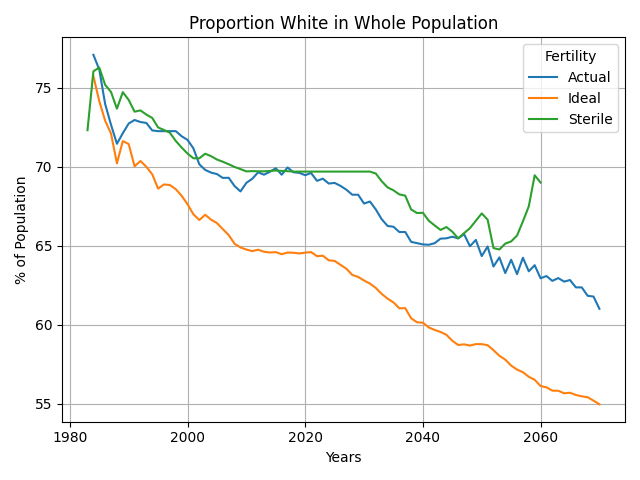 Proportion White in Whole Population
Fertility
Actual
Ideal
Sterile
% of Population
75
70
65
60
55
1980
2000
2020
2040
2060
Years